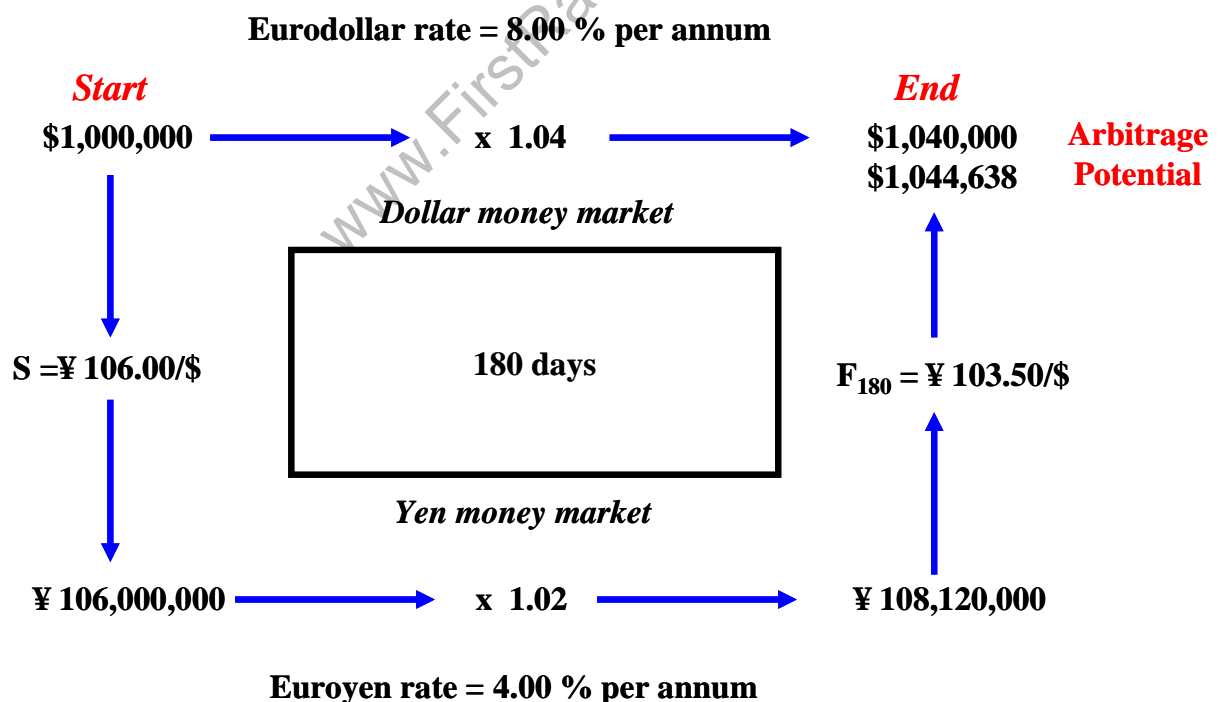 Eurodollar rate = 8.00 % per annum
Start
End
$1,000,000
x 1.04
$1,040,000
Arbitrage
$1,044,638
Potential
Dollar money market
S =¥ 106.00/$
180 days
F180 = ¥ 103.50/$
Yen money market
¥ 106,000,000
x 1.02
¥ 108,120,000
Euroyen rate = 4.00 % per annum